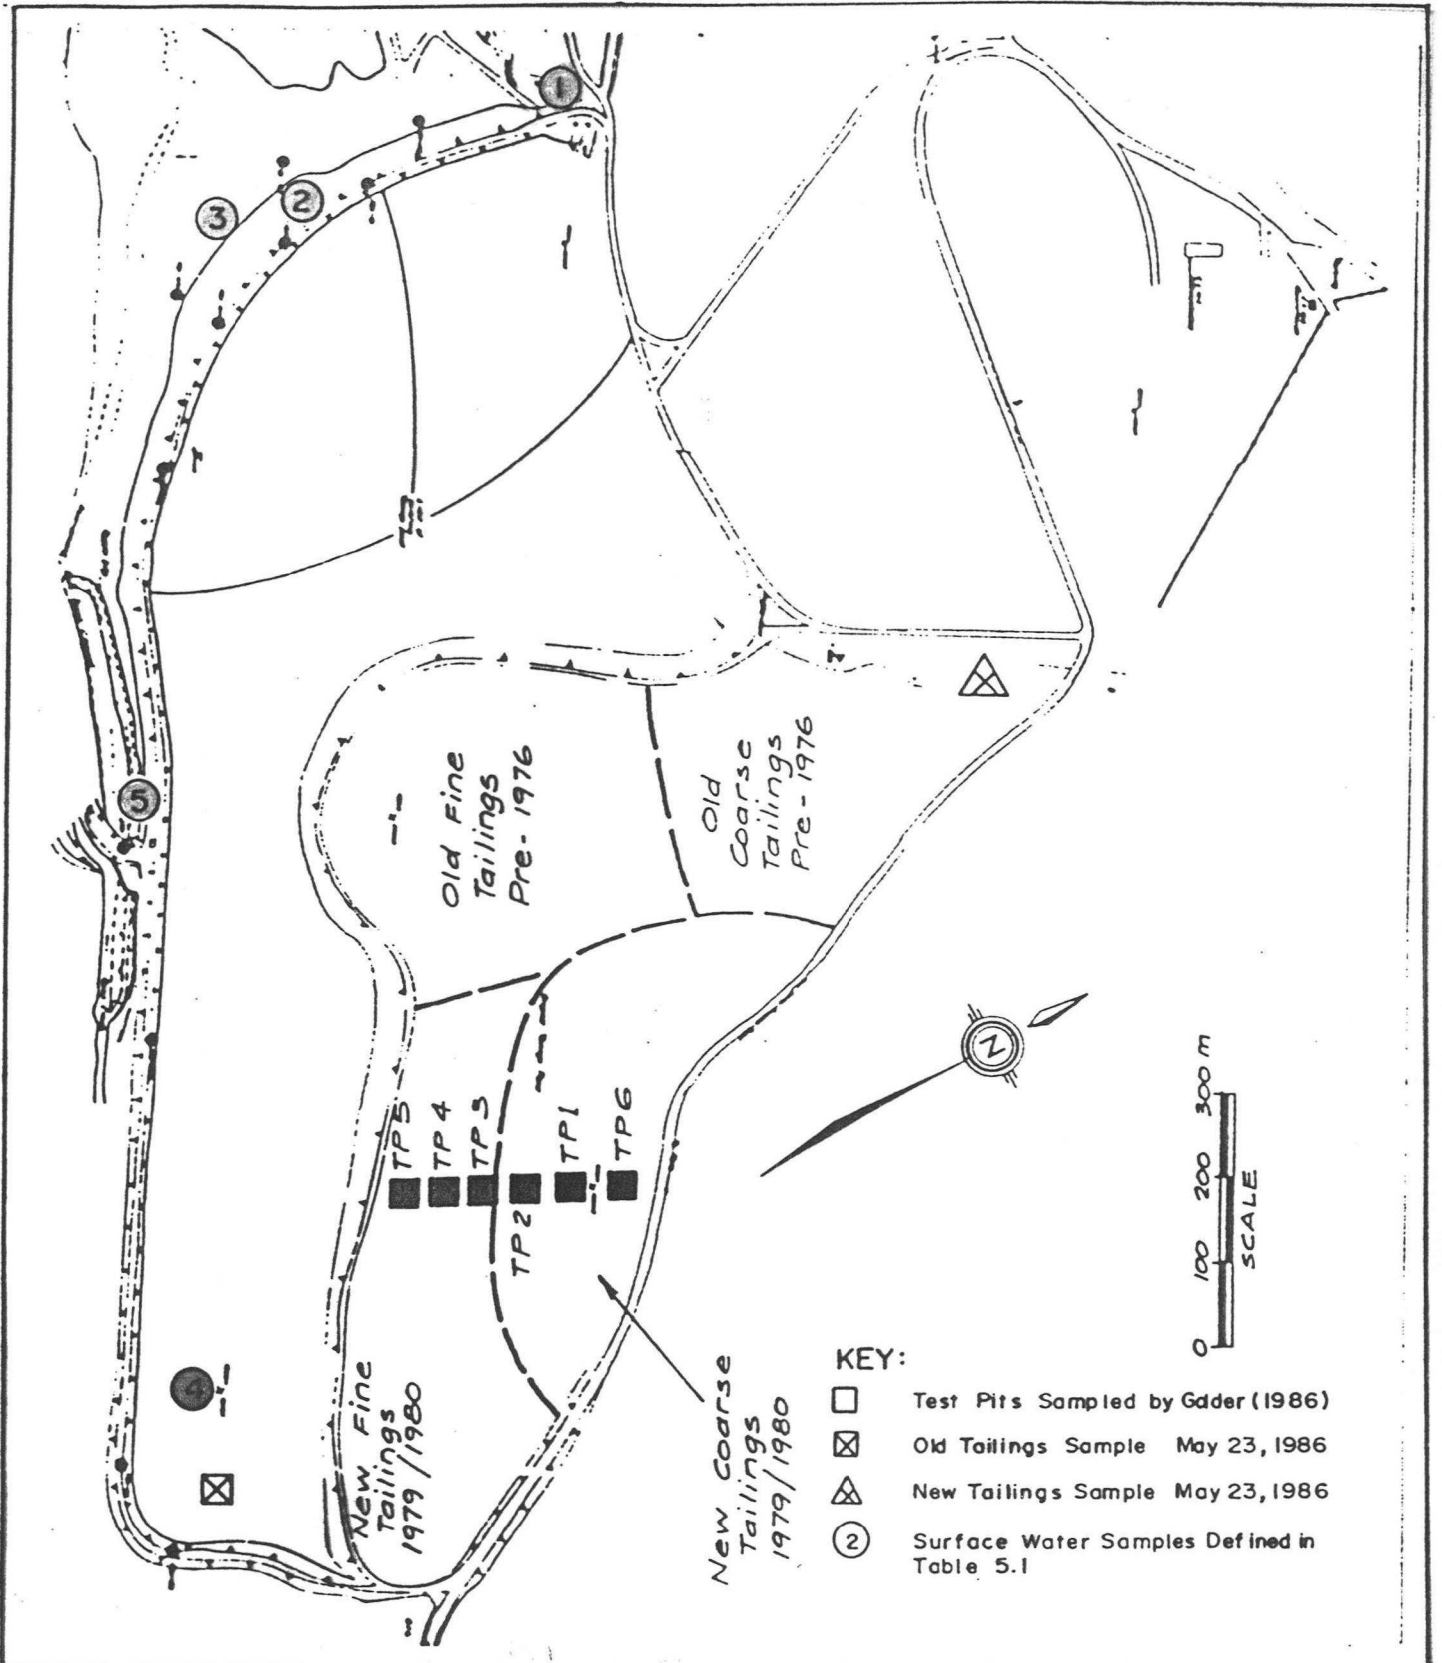 1
2
3
5
4
Old Fine
Tailings
Pre-1976
Old
Coarse
Tailings
Pre-1976
N
TP5
TP4
TP3
TP2
TP1
TP6
New Fine
Tailings
1979/1980
New Coarse
Tailings
1979/1980
0 100 200 300 m
SCALE
KEY:
Test Pits Sampled by Golder (1986)
Old Tailings Sample May 23, 1986
New Tailings Sample May 23, 1986
2 Surface Water Samples Defined in
Table 5.1